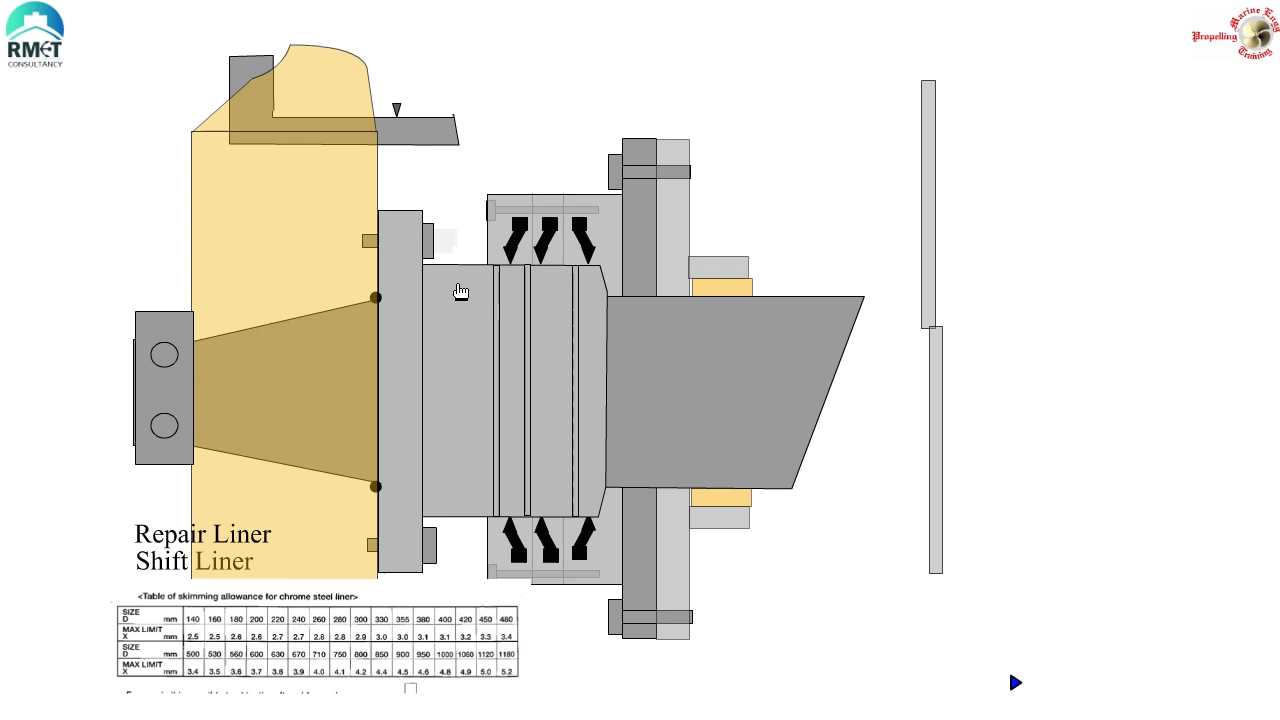 RMET
CONSULTANCY
Marine Engg
Propelling
Training
Repair Liner
Shift Liner
<Table of skimming allowance for chrome steel liner>
SIZE D mm 140 160 180 200 220 240 260 280 300 330 355 380 400 420 450 480
MAX LIMIT X mm 2.5 2.5 2.6 2.6 2.7 2.7 2.8 2.8 2.9 3.0 3.0 3.1 3.1 3.2 3.3 3.4
SIZE D mm 500 530 560 600 630 670 710 750 800 850 900 950 1000 1060 1120 1180
MAX LIMIT X mm 3.4 3.5 3.6 3.7 3.8 3.9 4.0 4.1 4.2 4.4 4.5 4.6 4.8 4.9 5.0 5.2